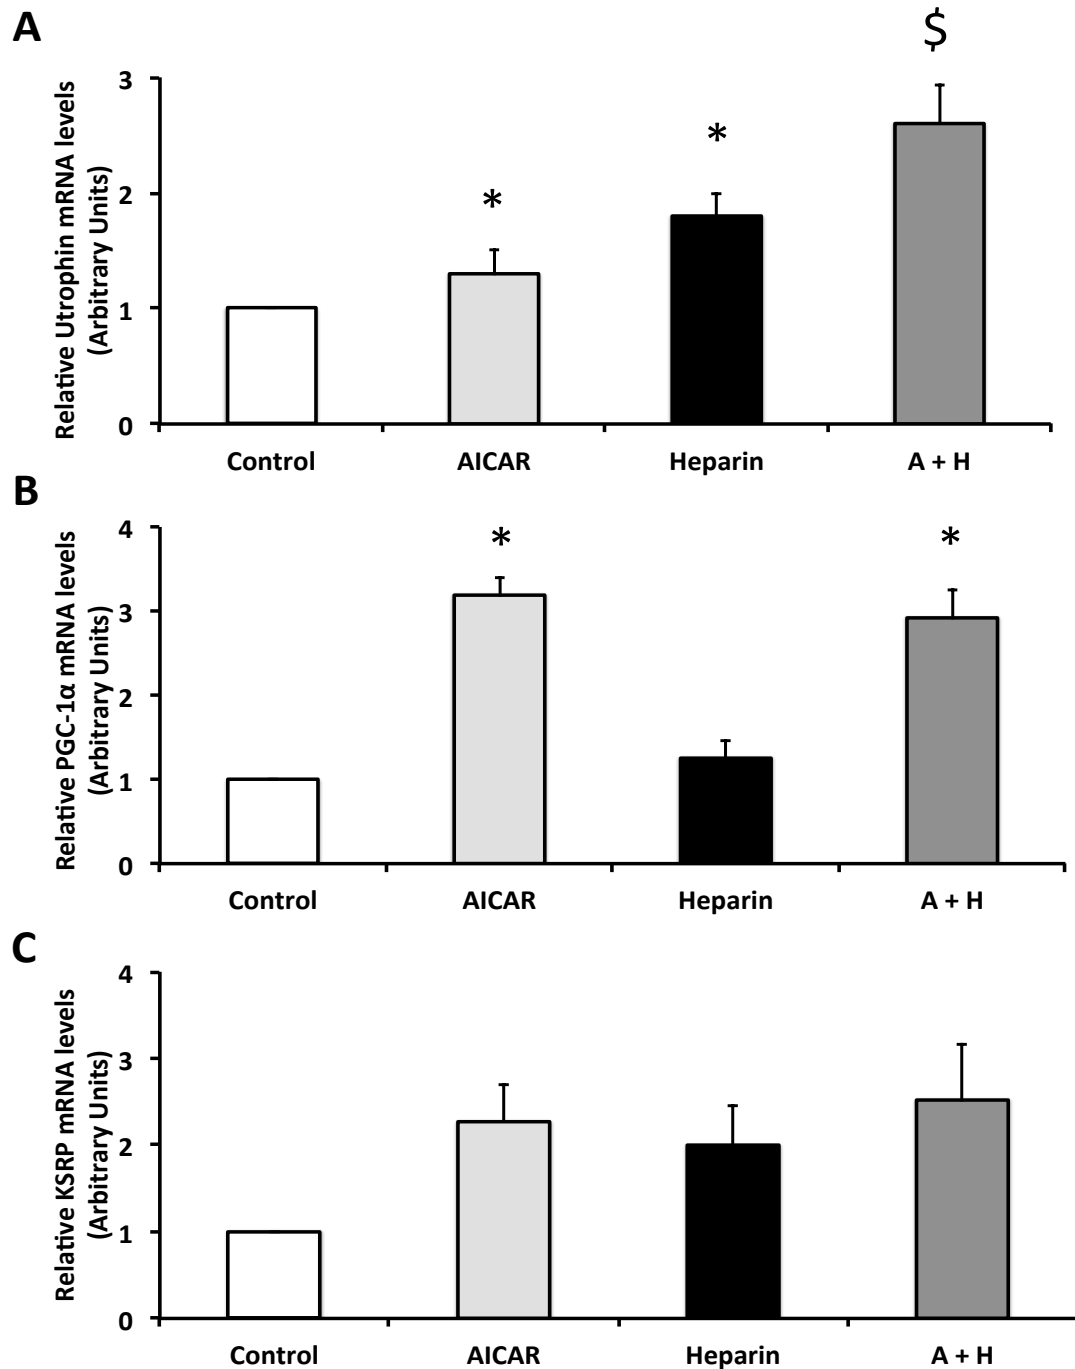 A
$
Relative Utrophin mRNA levels
(Arbitrary Units)
3
2
1
0
*
*
Control
AICAR
Heparin
A + H
B
Relative PGC-1α mRNA levels
(Arbitrary Units)
4
3
2
1
0
*
*
Control
AICAR
Heparin
A + H
C
Relative KSRP mRNA levels
(Arbitrary Units)
4
3
2
1
0
Control
AICAR
Heparin
A + H